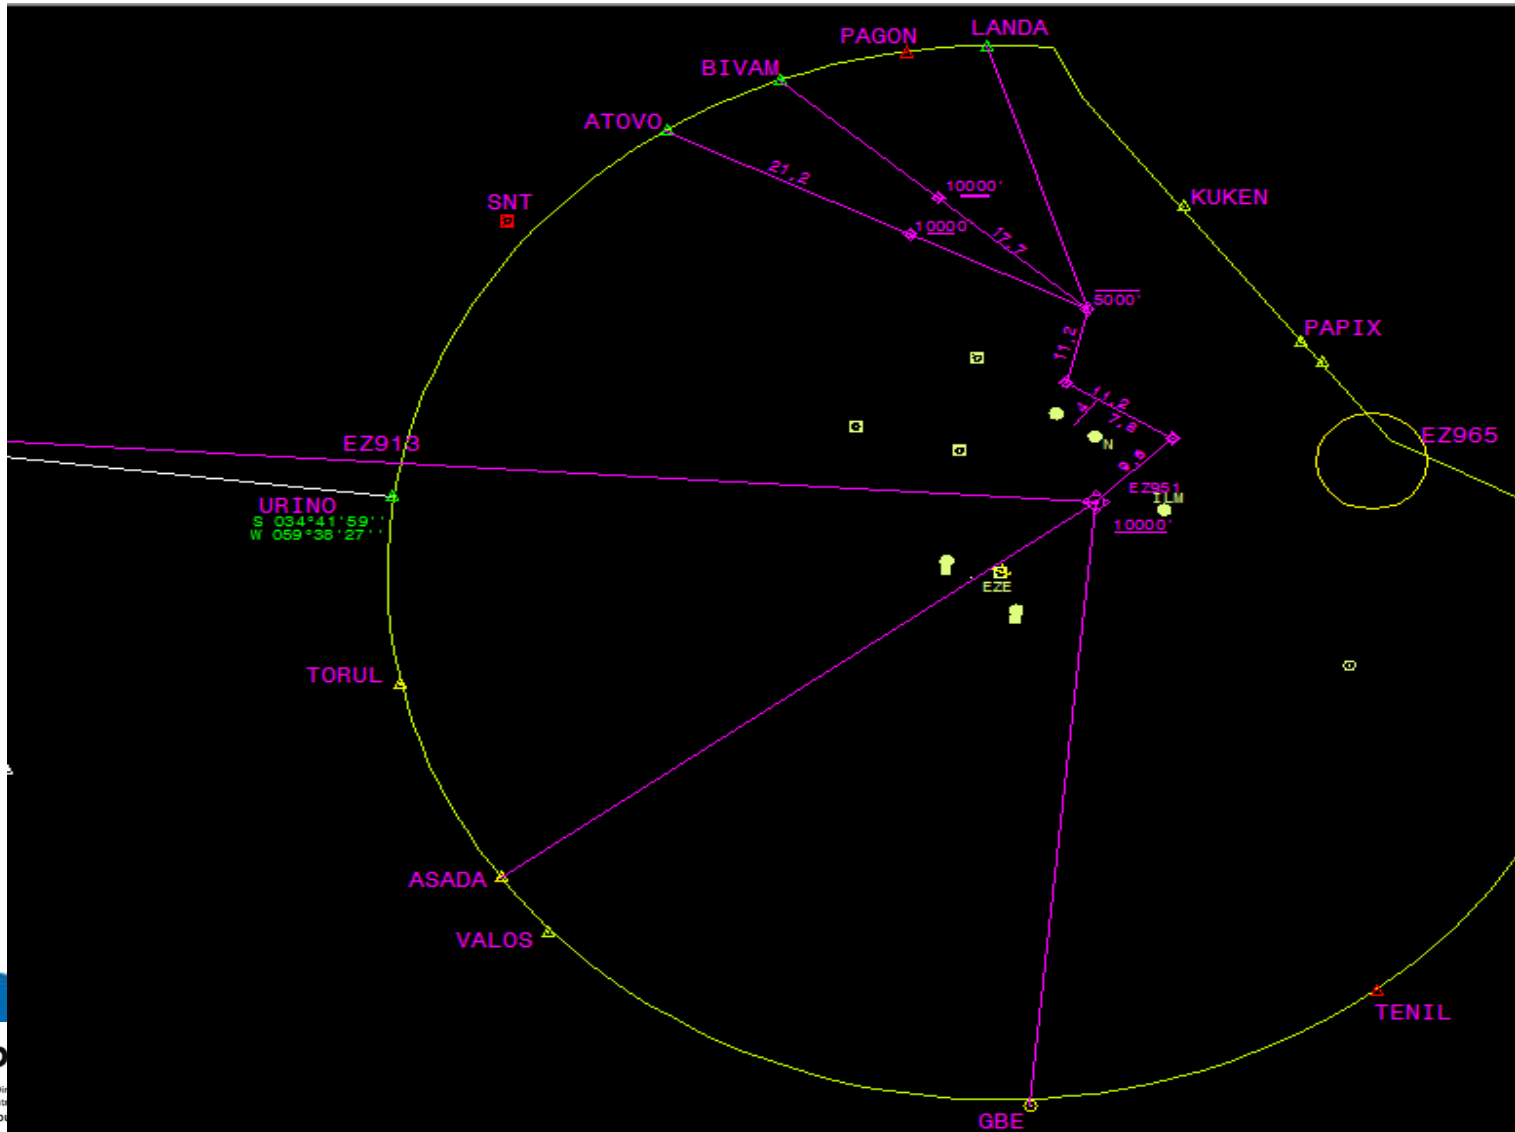 LANDA
PAGON
BIVAM
ATOVO
21,2
10000'
KUKEN
SNT
10000'
17,7
5000'
PAPIX
11,2
11,2
4
7,8
N
EZ913
EZ965
9,6
EZ951
ILM
URINO
S 034°41'59''
W 059°38'27''
10000'
EZE
TORUL
ASADA
VALOS
TENIL
GBE